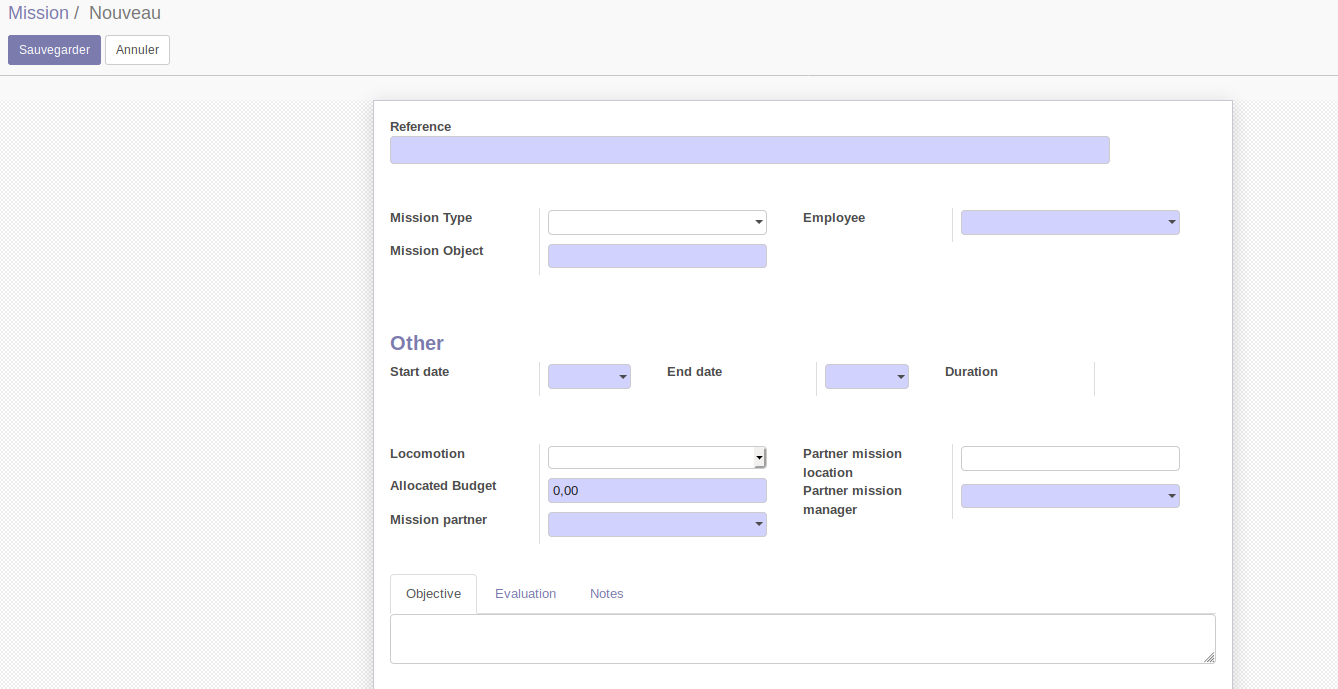 Mission / Nouveau
Sauvegarder Annuler
Reference
Mission Type
Employee
Mission Object
Other
Start date
End date
Duration
Locomotion
Partner mission
location
Allocated Budget
0,00
Partner mission
manager
Mission partner
Objective Evaluation Notes